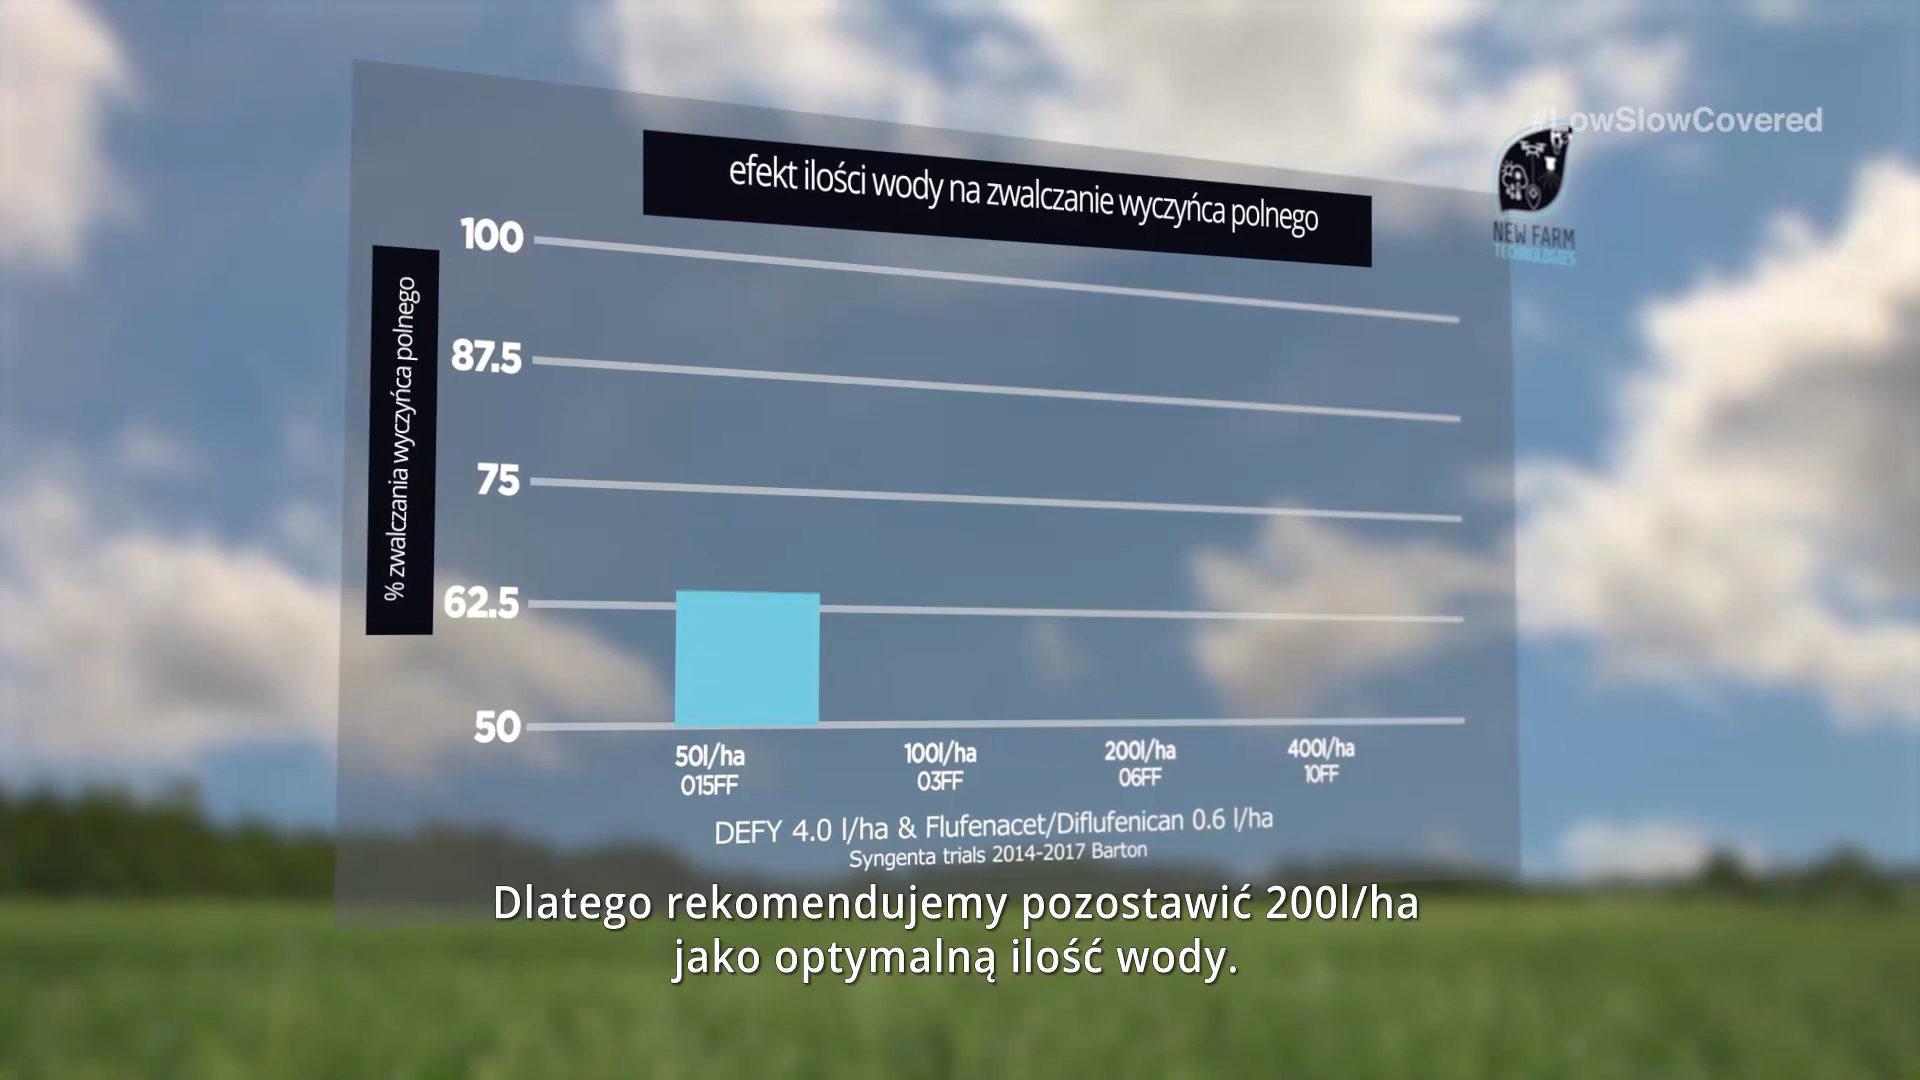 #LowSlowCovered
NEW FARM
TECHNOLOGIES
efekt ilości wody na zwalczanie wyczyńca polnego
% zwalczania wyczyńca polnego
100
87.5
75
62.5
50
50l/ha
015FF
100l/ha
03FF
200l/ha
06FF
400l/ha
10FF
DEFY 4.0 l/ha & Flufenacet/Diflufenican 0.6 l/ha
Syngenta trials 2014-2017 Barton
Dlatego rekomendujemy pozostawić 200l/ha
jako optymalną ilość wody.